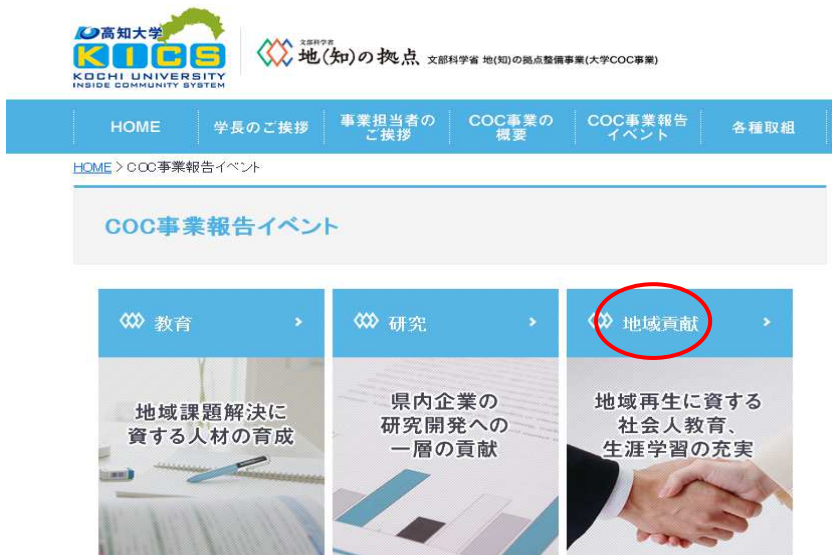 高知大学
KICS
KOCHI UNIVERSITY
INSIDE COMMUNITY SYSTEM
文部科学省
地(知)の拠点 文部科学省 地(知)の拠点整備事業(大学COC事業)
HOME
学長のご挨拶
事業担当者の
ご挨拶
COC事業の
概要
COC事業報告
イベント
各種取組
HOME > COC事業報告イベント
COC事業報告イベント
教育
地域課題解決に
資する人材の育成
研究
県内企業の
研究開発への
一層の貢献
地域貢献
地域再生に資する
社会人教育、
生涯学習の充実